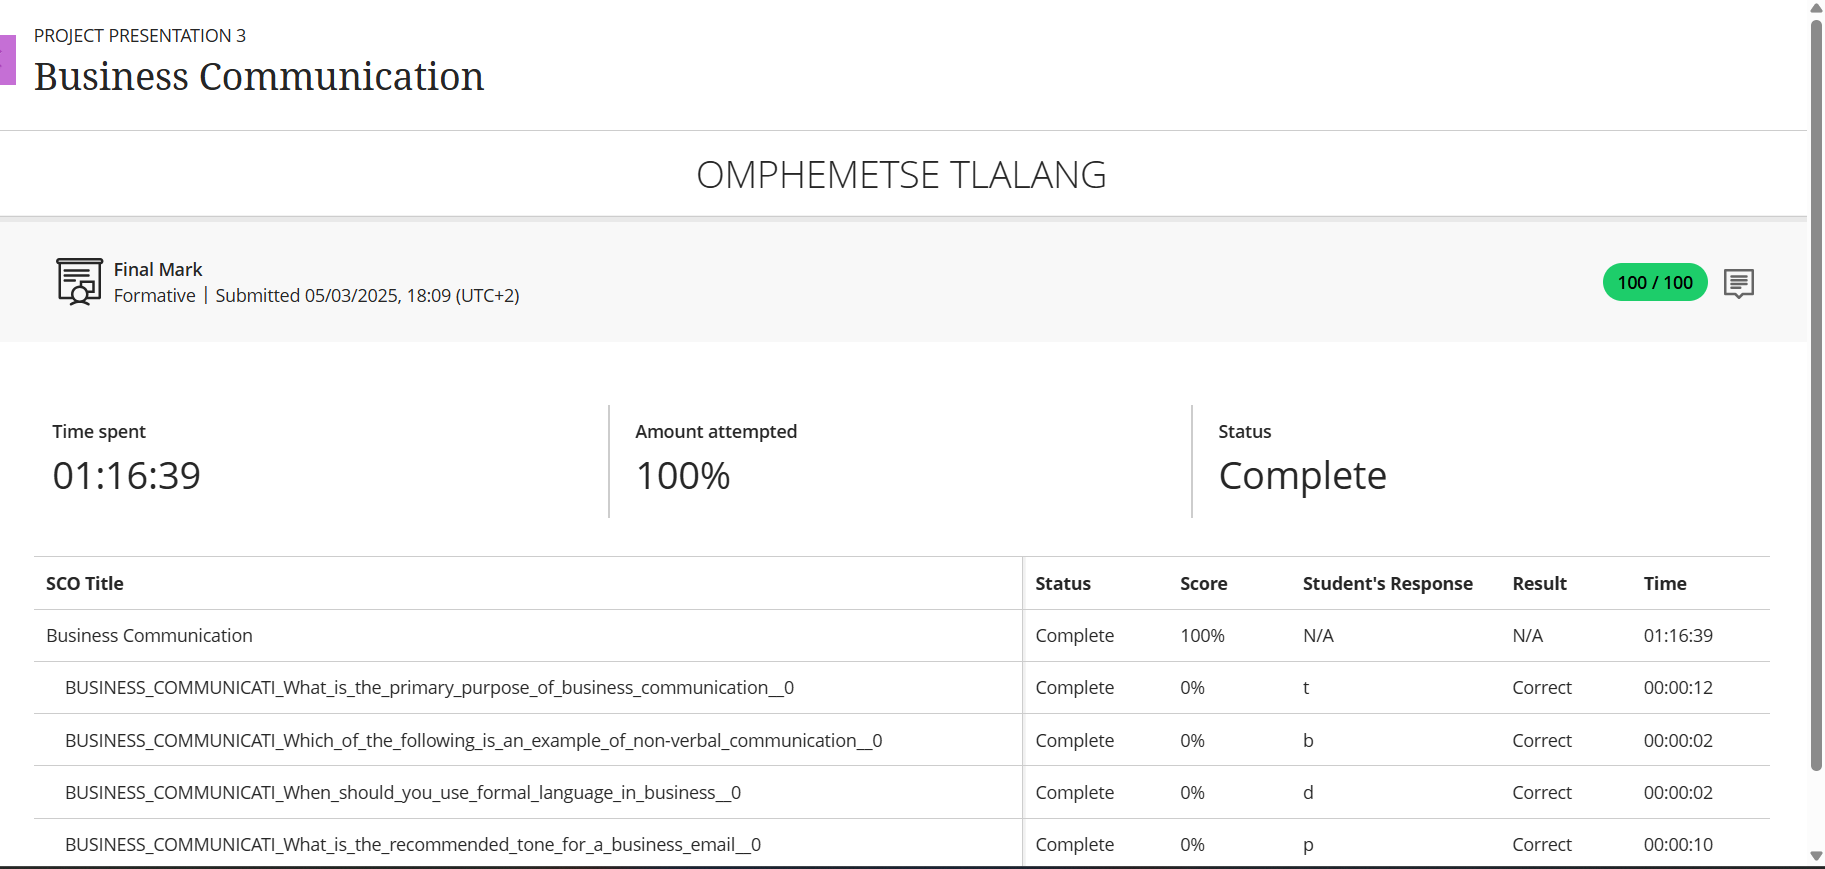 PROJECT PRESENTATION 3
Business Communication
OMPHEMETSE TLALANG
Final Mark
Formative | Submitted 05/03/2025, 18:09 (UTC+2)
100 / 100
Time spent
01:16:39
Amount attempted
100%
Status
Complete
SCO Title Status Score Student's Response Result Time
Business Communication Complete 100% N/A N/A 01:16:39
BUSINESS_COMMUNICATI_What_is_the_primary_purpose_of_business_communication__0 Complete 0% t Correct 00:00:12
BUSINESS_COMMUNICATI_Which_of_the_following_is_an_example_of_non-verbal_communication__0 Complete 0% b Correct 00:00:02
BUSINESS_COMMUNICATI_When_should_you_use_formal_language_in_business__0 Complete 0% d Correct 00:00:02
BUSINESS_COMMUNICATI_What_is_the_recommended_tone_for_a_business_email__0 Complete 0% p Correct 00:00:10